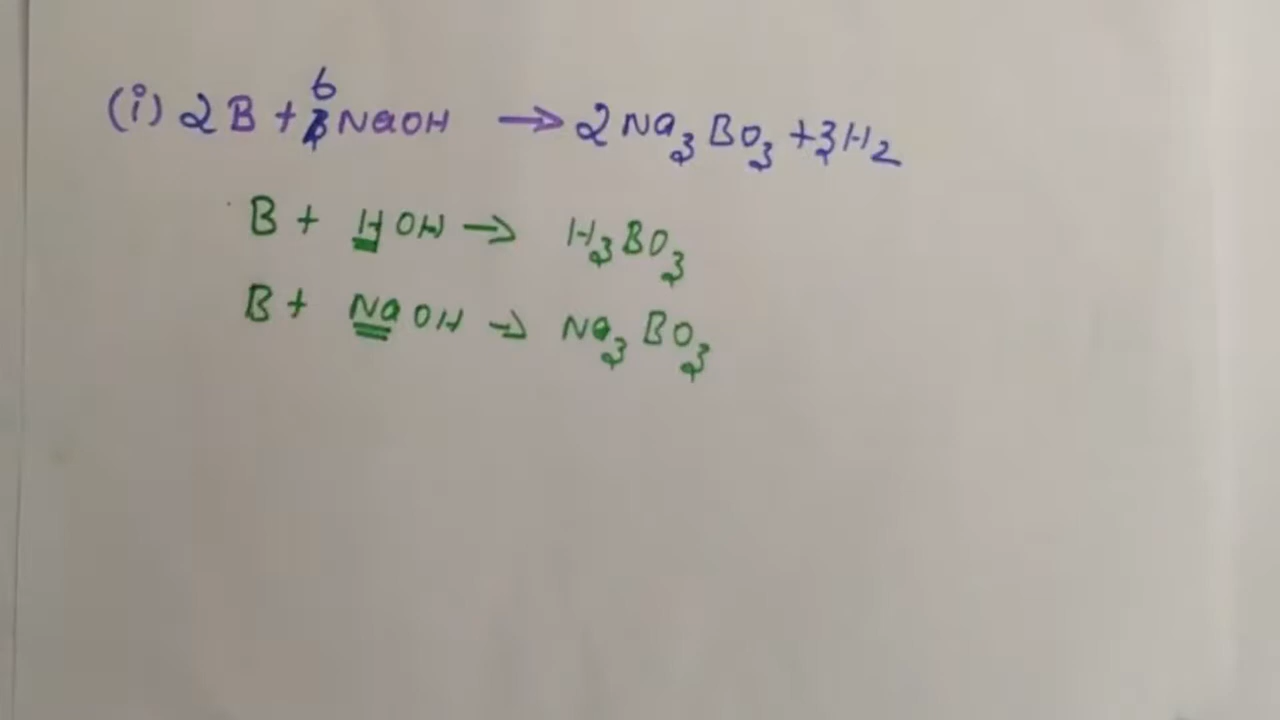 (i) 2B + 6NaOH → 2Na₃BO₃ + 3H₂
B + HOH → H₃BO₃
B + NaOH → Na₃BO₃